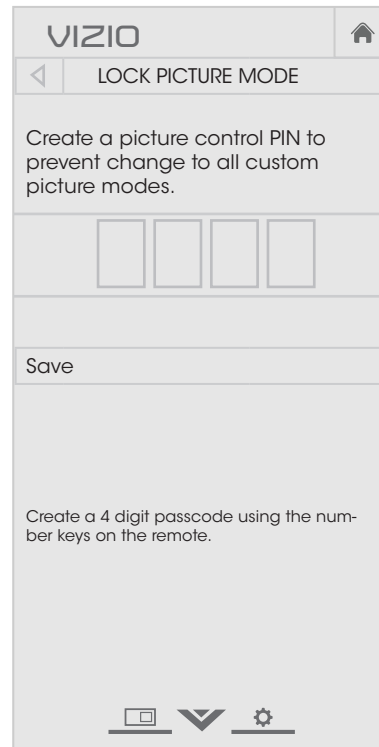 VIZIO
LOCK PICTURE MODE
Create a picture control PIN to
prevent change to all custom
picture modes.
Save
Create a 4 digit passcode using the num-
ber keys on the remote.